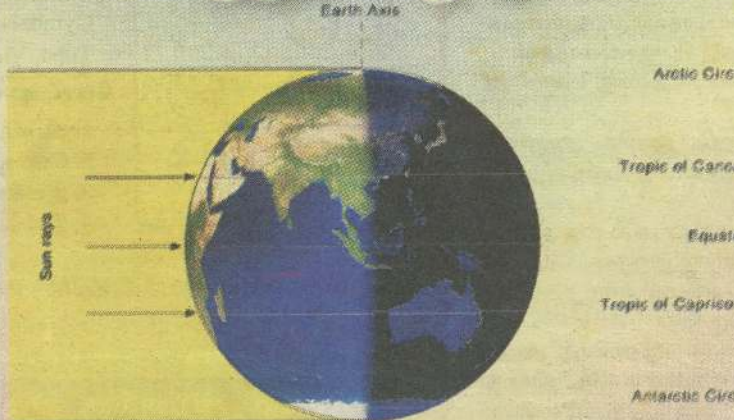 Earth Axis
Arctic Circ
Tropic of Canc
Sun rays
Equat
Tropic of Caprico
Antarctic Circ